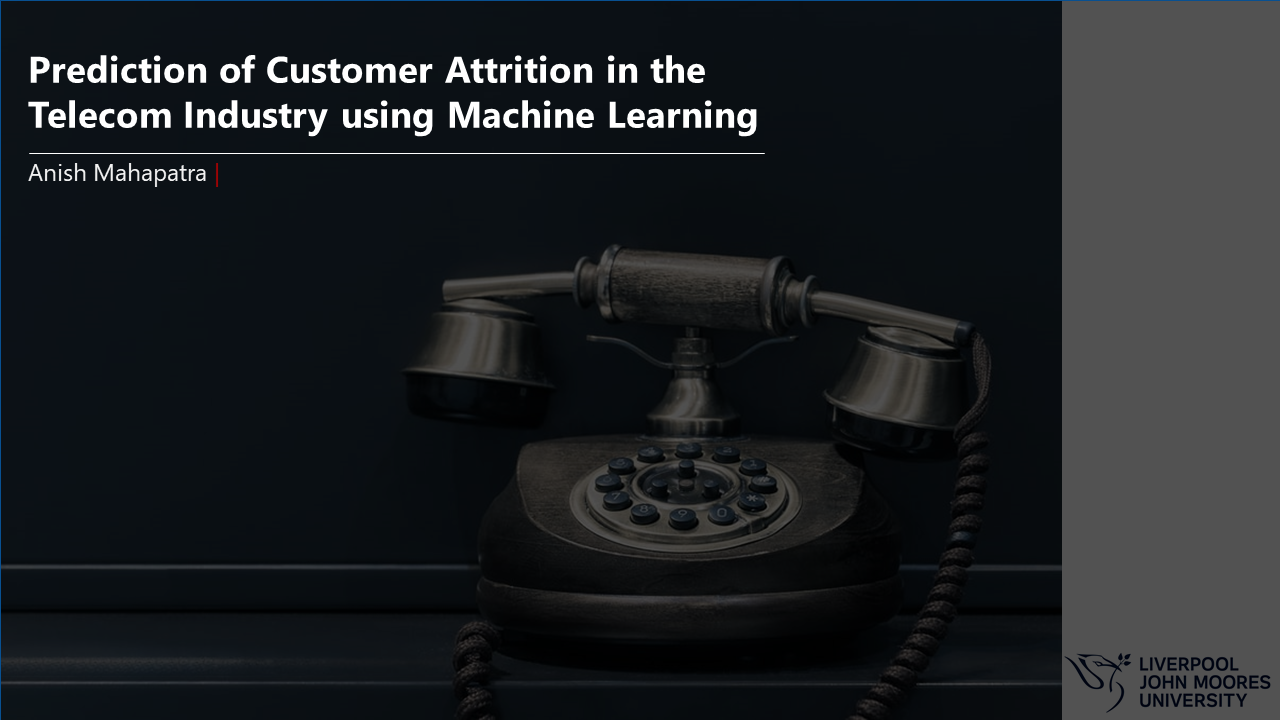 Prediction of Customer Attrition in the
Telecom Industry using Machine Learning
Anish Mahapatra |
LIVERPOOL
JOHN MOORES
UNIVERSITY